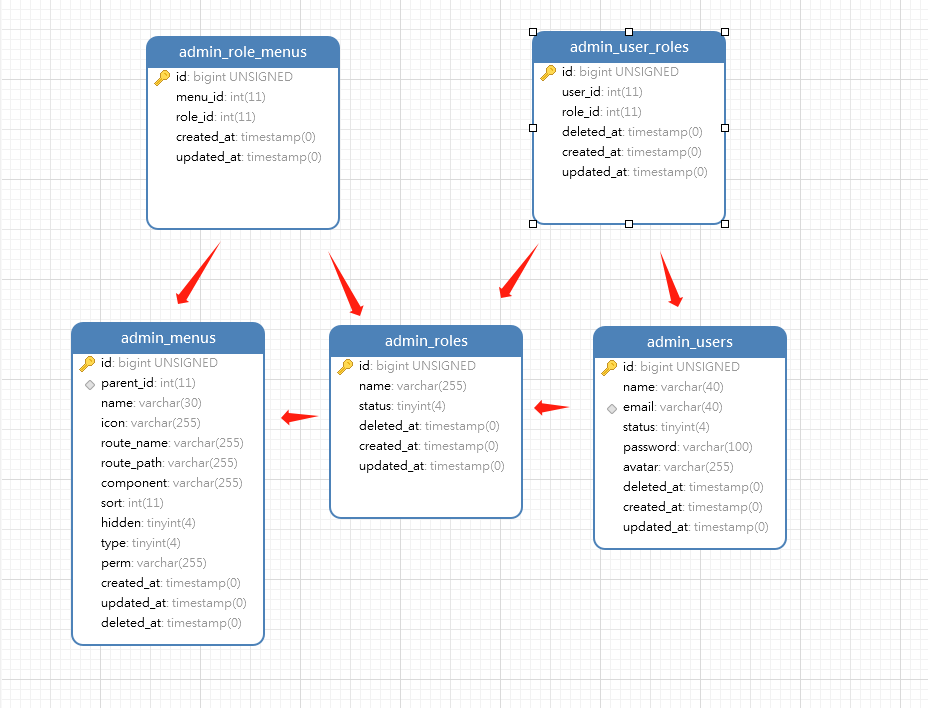 admin_role_menus
id: bigint UNSIGNED
menu_id: int(11)
role_id: int(11)
created_at: timestamp(0)
updated_at: timestamp(0)
admin_user_roles
id: bigint UNSIGNED
user_id: int(11)
role_id: int(11)
deleted_at: timestamp(0)
created_at: timestamp(0)
updated_at: timestamp(0)
admin_menus
id: bigint UNSIGNED
parent_id: int(11)
name: varchar(30)
icon: varchar(255)
route_name: varchar(255)
route_path: varchar(255)
component: varchar(255)
sort: int(11)
hidden: tinyint(4)
type: tinyint(4)
perm: varchar(255)
created_at: timestamp(0)
updated_at: timestamp(0)
deleted_at: timestamp(0)
admin_roles
id: bigint UNSIGNED
name: varchar(255)
status: tinyint(4)
deleted_at: timestamp(0)
created_at: timestamp(0)
updated_at: timestamp(0)
admin_users
id: bigint UNSIGNED
name: varchar(40)
email: varchar(40)
status: tinyint(4)
password: varchar(100)
avatar: varchar(255)
deleted_at: timestamp(0)
created_at: timestamp(0)
updated_at: timestamp(0)